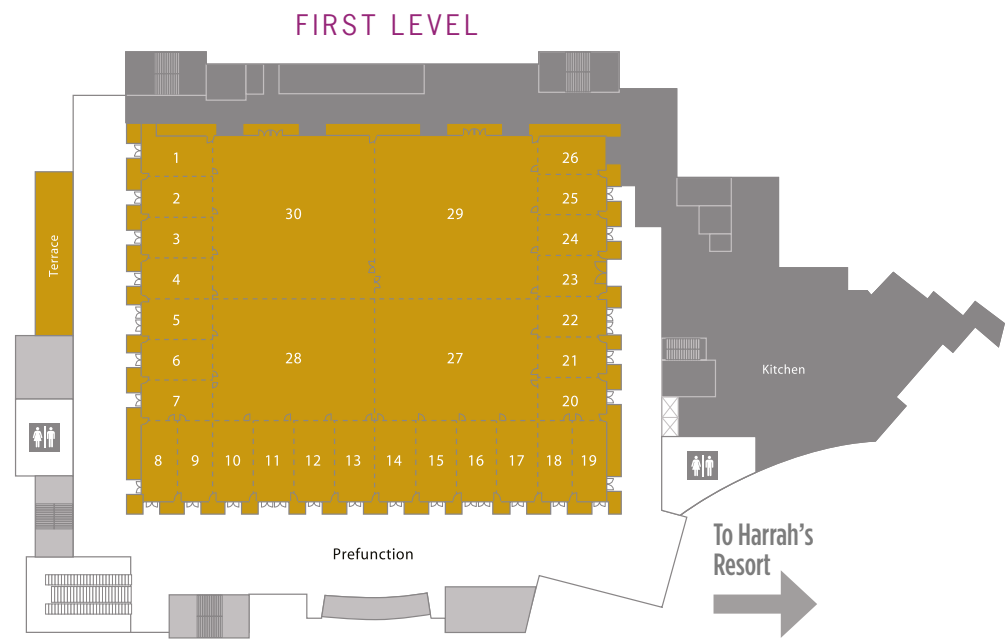 FIRST LEVEL
1
26
2
25
30
29
3
24
Terrace
4
23
5
22
6
28
27
21
Kitchen
7
20
8 9 10 11 12 13 14 15 16 17 18 19
To Harrah's
Resort
Prefunction